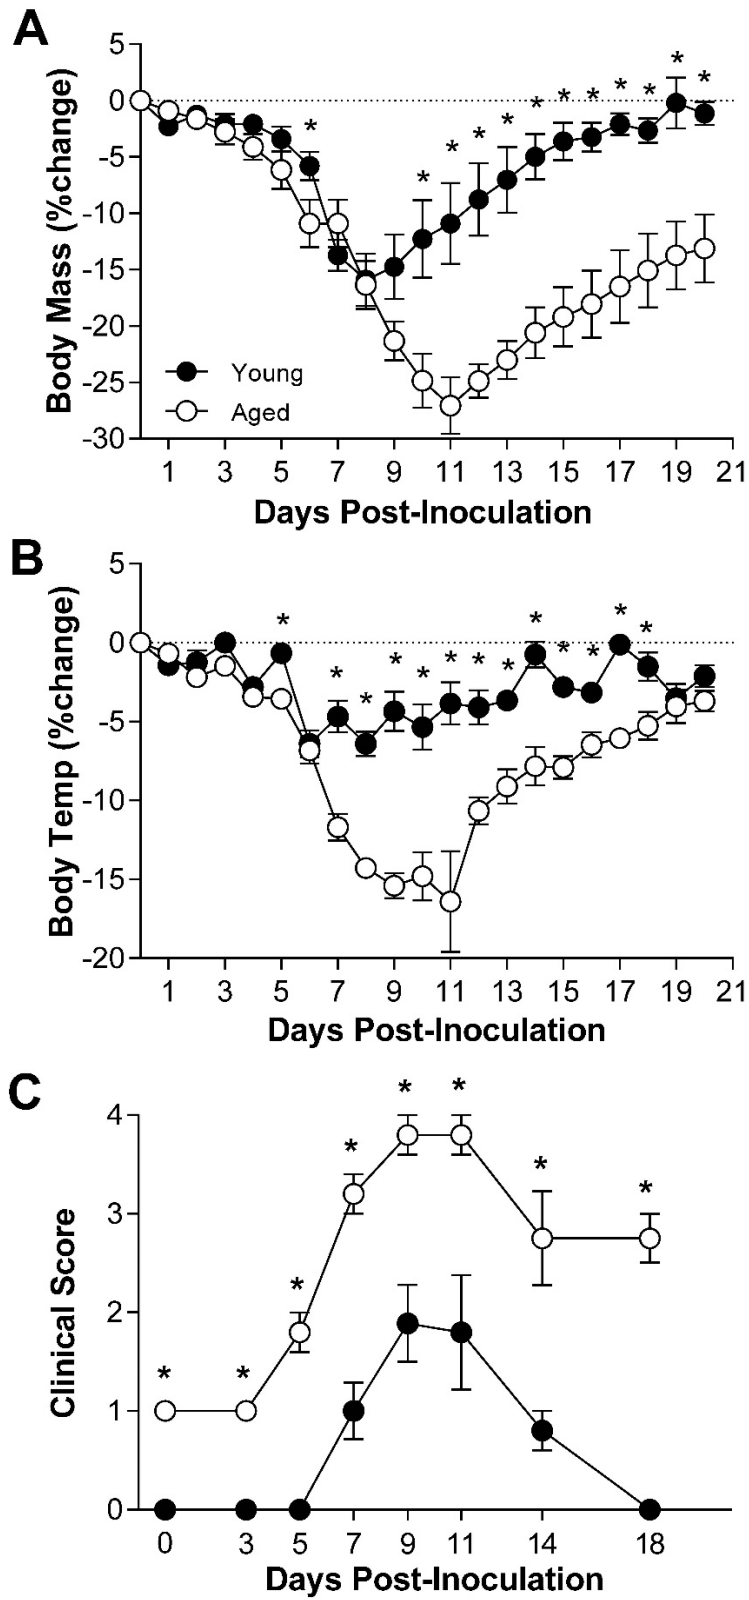 A
Body Mass (%change)
5
0
-5
-10
-15
-20
-25
-30
* * * * * * * * * * * *
Young
Aged
1 3 5 7 9 11 13 15 17 19 21
Days Post-Inoculation
B
Body Temp (%change)
5
0
-5
-10
-15
-20
* * * * * * * * * * * * *
1 3 5 7 9 11 13 15 17 19 21
Days Post-Inoculation
C
Clinical Score
4
3
2
1
0
* * * * * * * *
0 3 5 7 9 11 14 18
Days Post-Inoculation